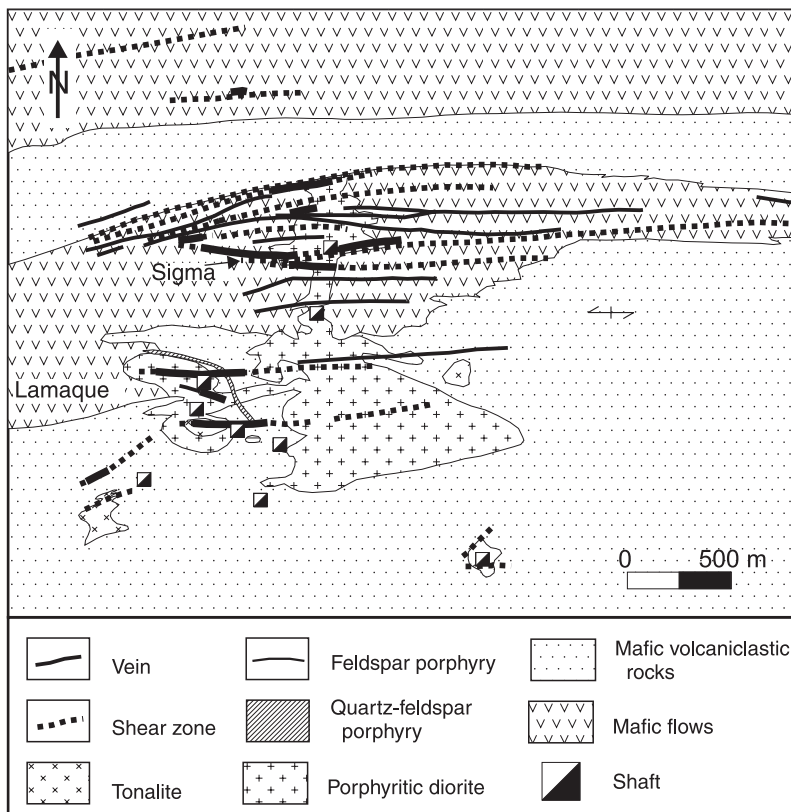 N
Sigma
Lamaque
0 500 m
Vein
Feldspar porphyry
Mafic volcaniclastic
rocks
Shear zone
Quartz-feldspar
porphyry
Mafic flows
Tonalite
Porphyritic diorite
Shaft